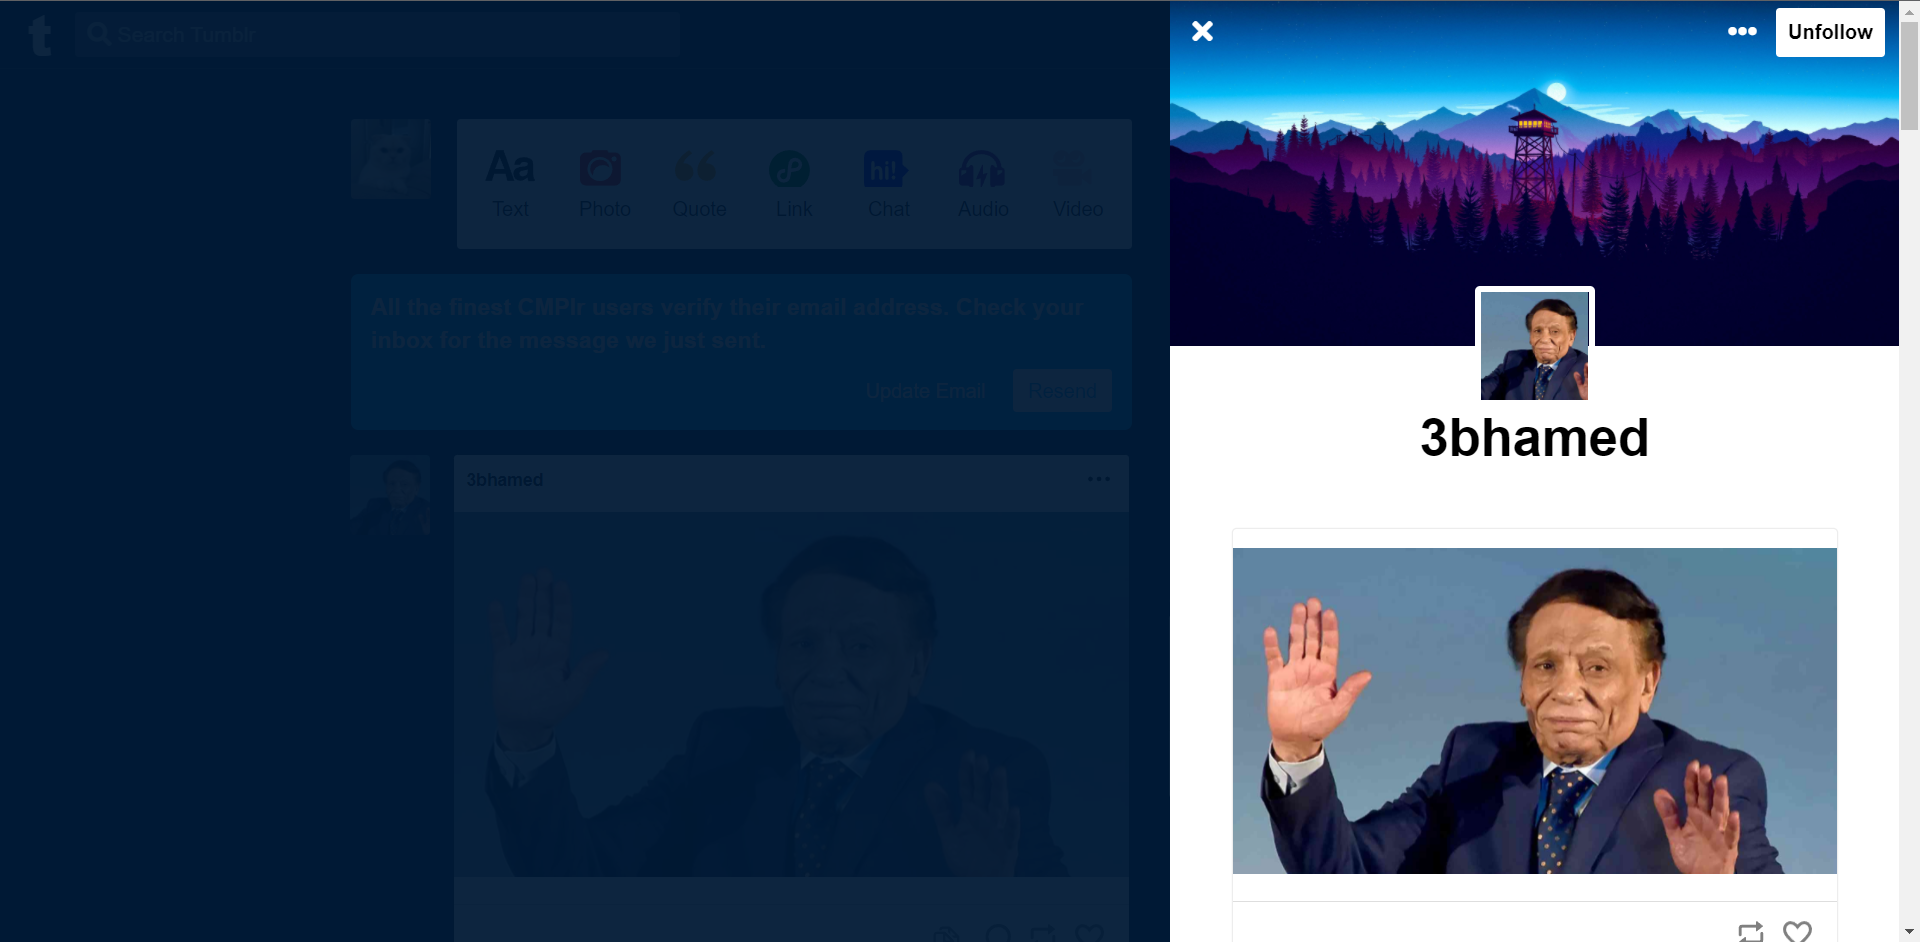 t
Search Tumblr
Unfollow
Aa
hi!
Text Photo Quote Link Chat Audio Video
All the finest CMPlr users verify their email address. Check your
inbox for the message we just sent.
Update Email Resend
3bhamed
3bhamed